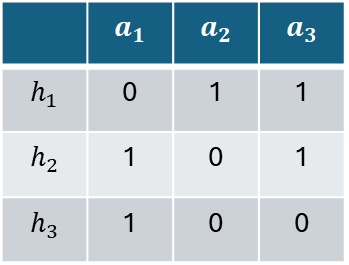 a₁ a₂ a₃
h₁ 0 1 1
h₂ 1 0 1
h₃ 1 0 0